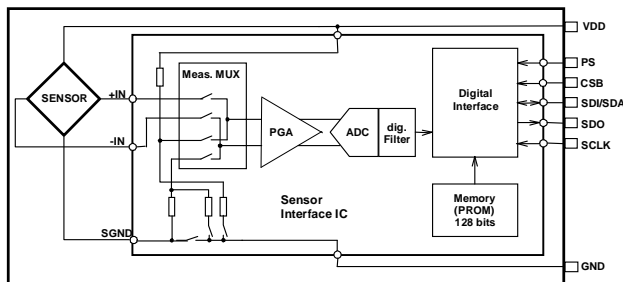 VDD
PS
Meas. MUX
SENSOR
+IN
Digital
Interface
CSB
SDI/SDA
PGA
ADC
dig.
Filter
SDO
-IN
SCLK
Sensor
Interface IC
Memory
(PROM)
128 bits
SGND
GND